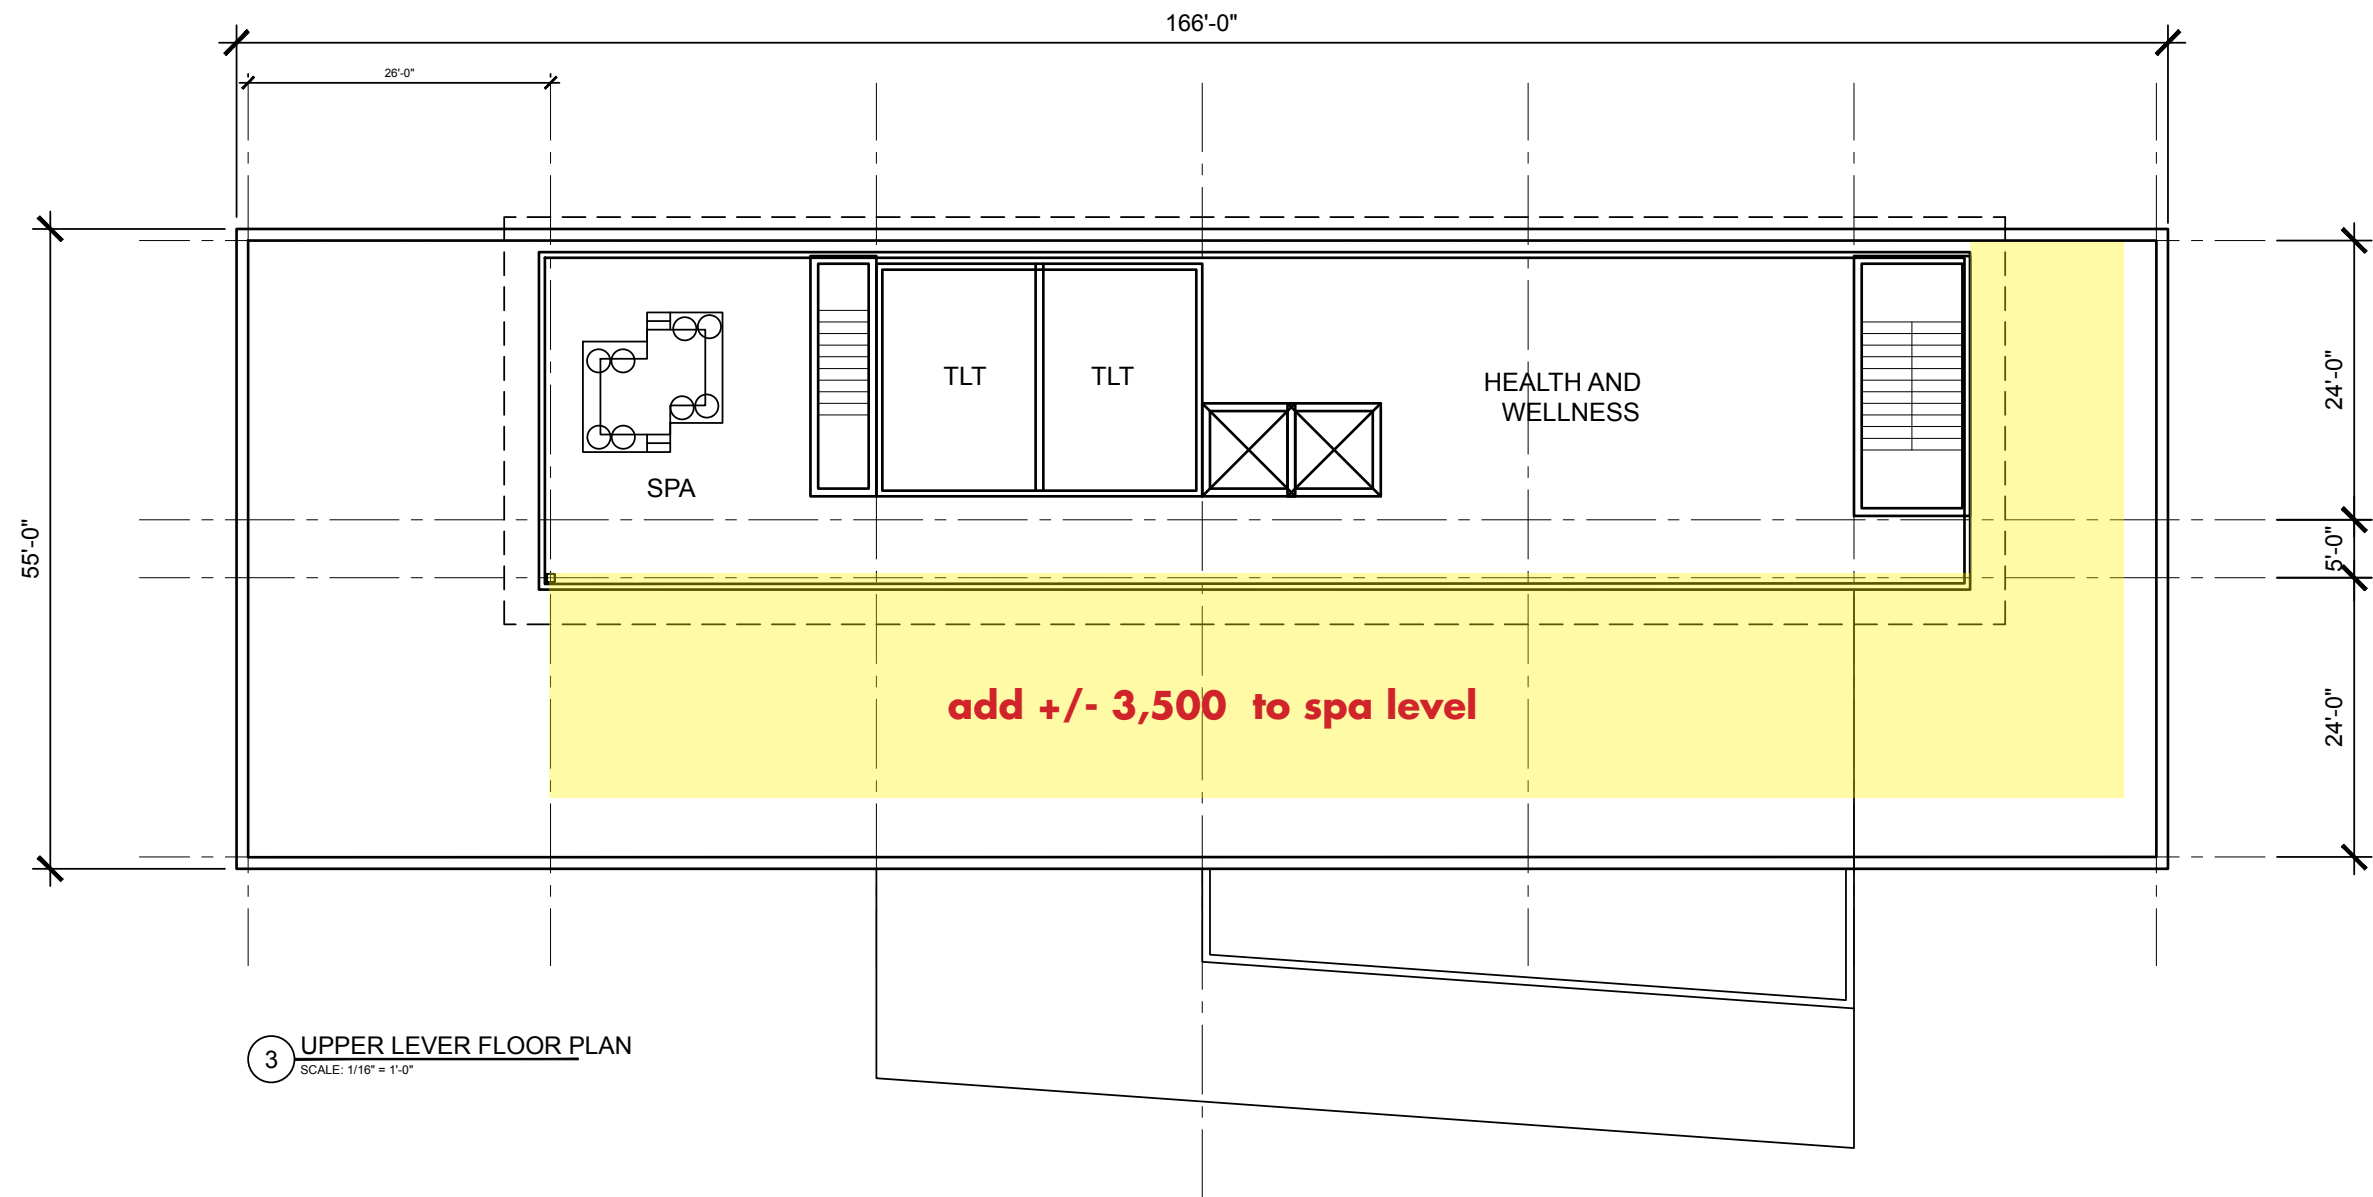 166'-0"
26'-0"
55'-0"
TLT
TLT
HEALTH AND
WELLNESS
SPA
24'-0"
5'-0"
24'-0"
add +/- 3,500 to spa level
3
UPPER LEVER FLOOR PLAN
SCALE: 1/16" = 1'-0"